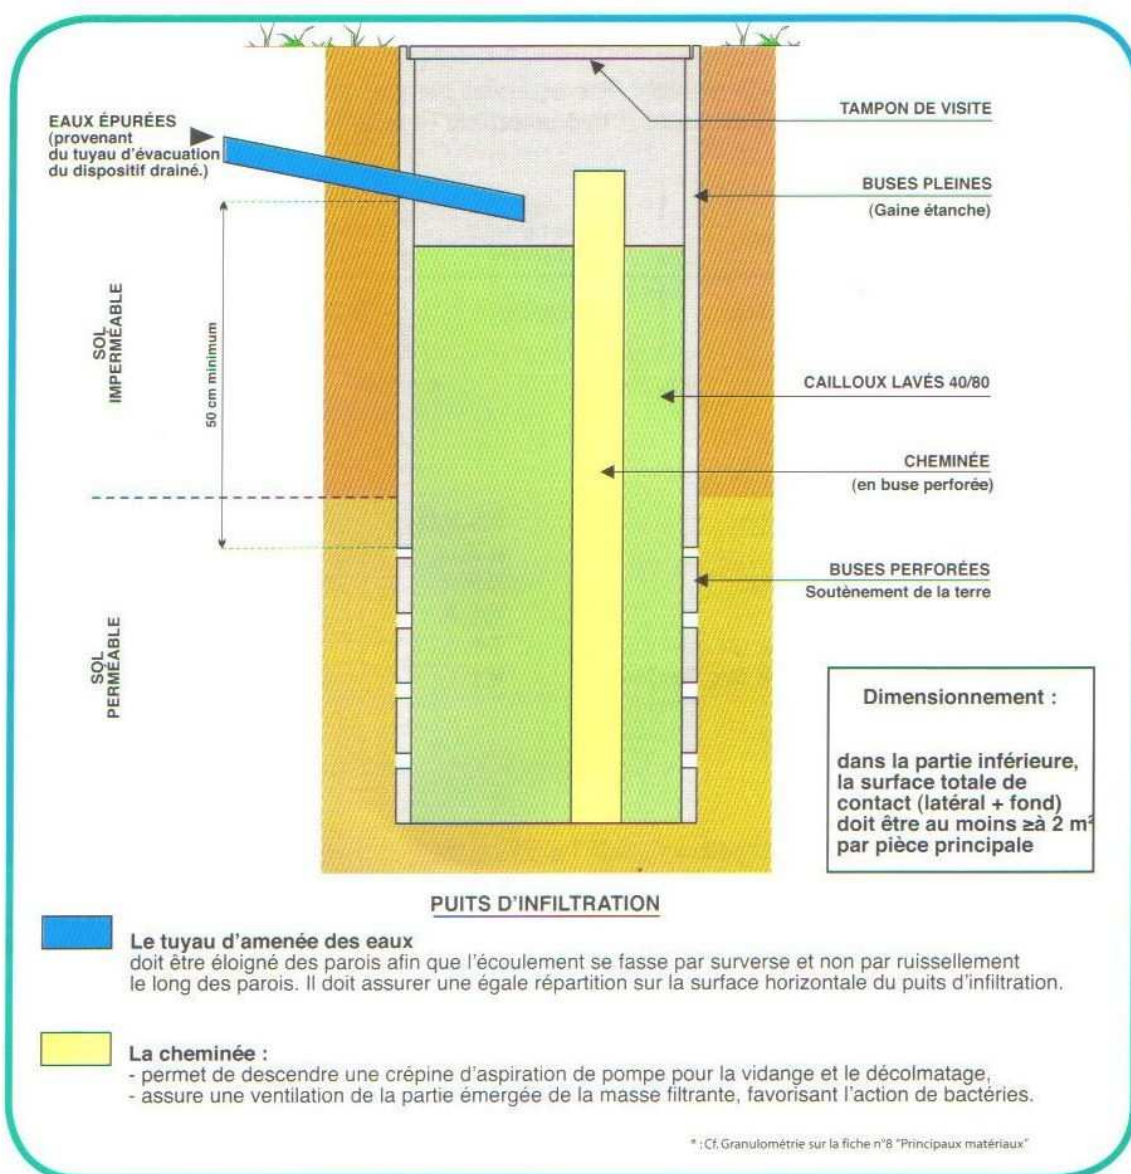 EAUX ÉPURÉES
(provenant
du tuyau d'évacuation
du dispositif drainé.)
TAMPON DE VISITE
BUSES PLEINES
(Gaine étanche)
SOL
IMPERMÉABLE
50 cm minimum
CAILLOUX LAVÉS 40/80
CHEMINÉE
(en buse perforée)
BUSES PERFORÉES
Soutènement de la terre
SOL
PERMÉABLE
Dimensionnement :
dans la partie inférieure,
la surface totale de
contact (latéral + fond)
doit être au moins ≥à 2 m²
par pièce principale
PUITS D'INFILTRATION
Le tuyau d'amenée des eaux
doit être éloigné des parois afin que l'écoulement se fasse par surverse et non par ruissellement
le long des parois. Il doit assurer une égale répartition sur la surface horizontale du puits d'infiltration.
La cheminée :
- permet de descendre une crépine d'aspiration de pompe pour la vidange et le décolmatage,
- assure une ventilation de la partie émergée de la masse filtrante, favorisant l'action de bactéries.
* : Cf. Granulométrie sur la fiche n°8 "Principaux matériaux"